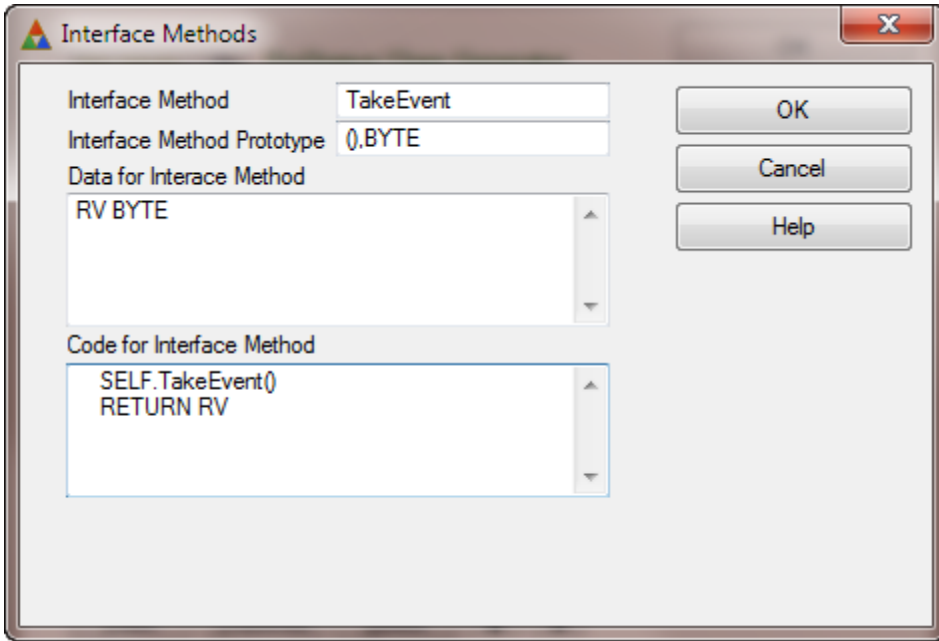 Interface Methods
Interface Method TakeEvent
OK
Interface Method Prototype (),BYTE
Data for Interace Method
Cancel
RV BYTE
Help
Code for Interface Method
SELF.TakeEvent()
RETURN RV